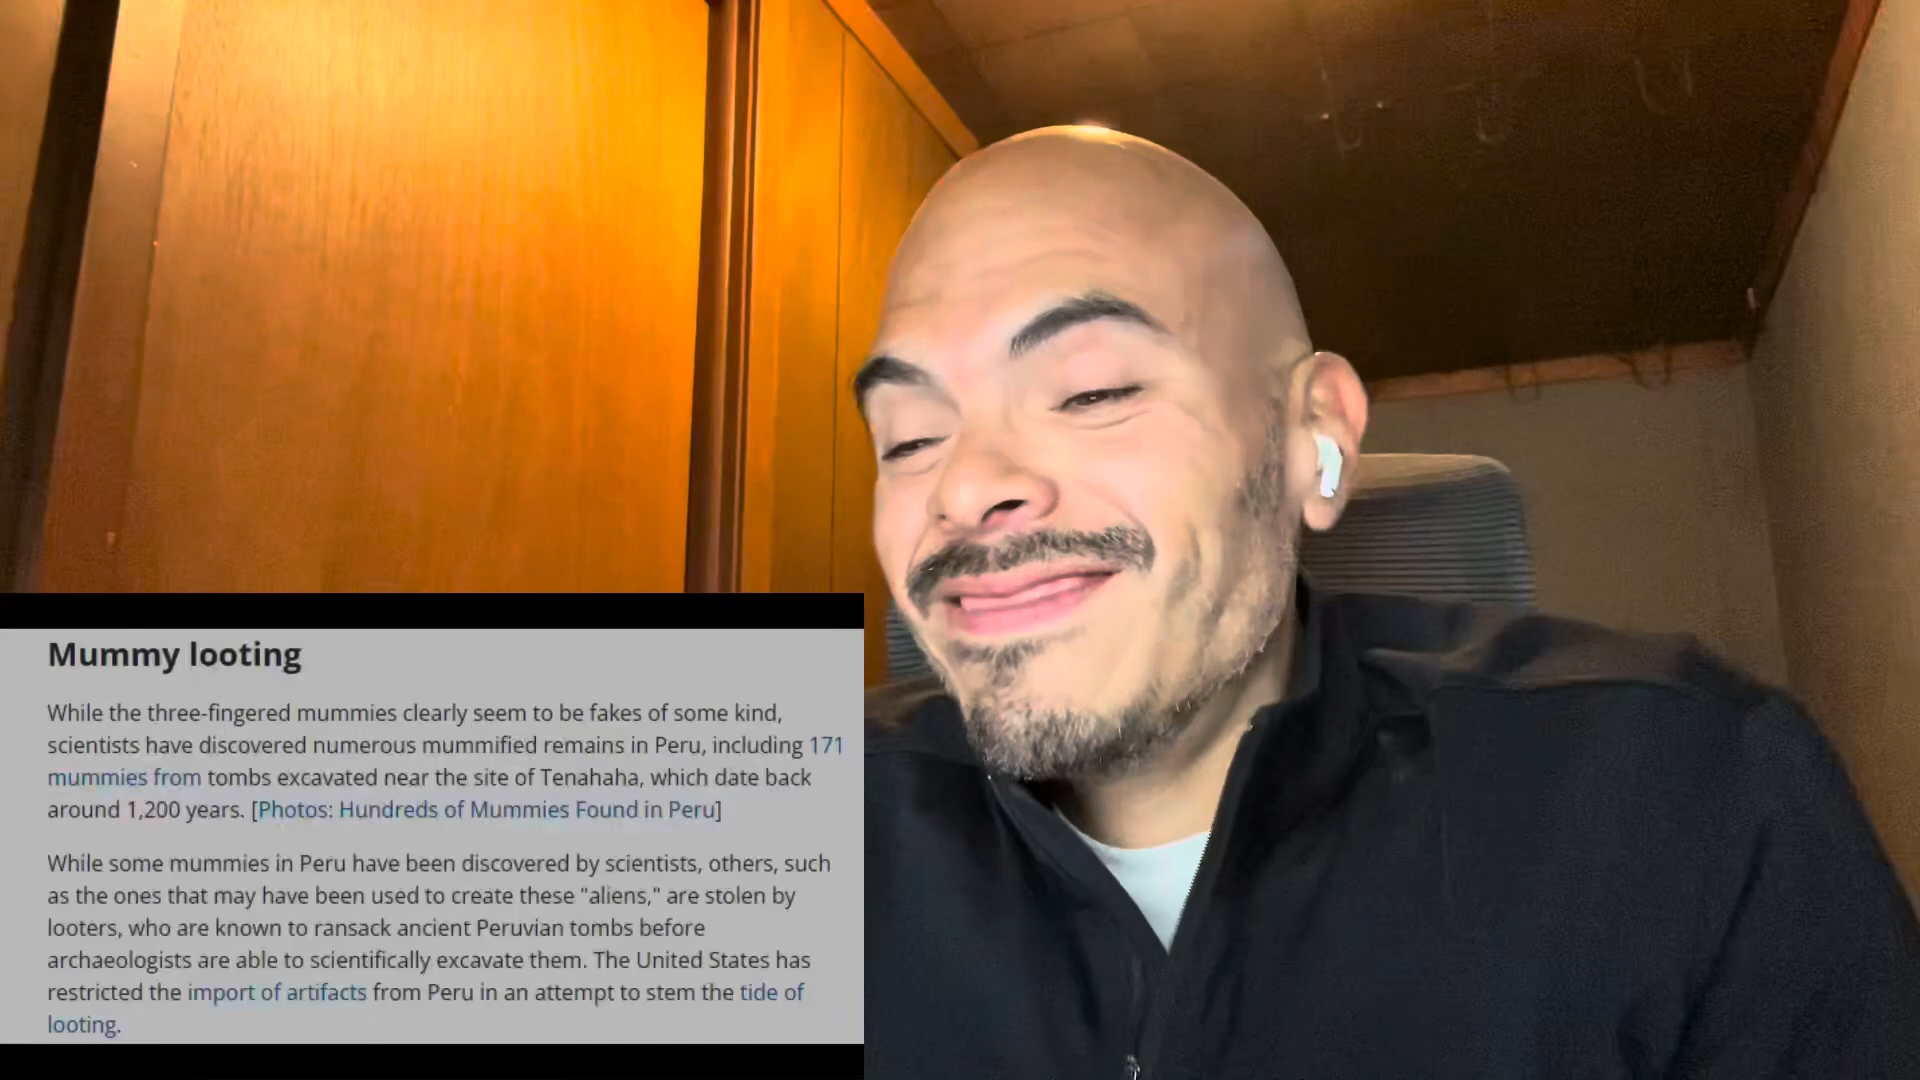 Mummy looting
While the three-fingered mummies clearly seem to be fakes of some kind,
scientists have discovered numerous mummified remains in Peru, including 171
mummies from tombs excavated near the site of Tenahaha, which date back
around 1,200 years. [Photos: Hundreds of Mummies Found in Peru]
While some mummies in Peru have been discovered by scientists, others, such
as the ones that may have been used to create these "aliens," are stolen by
looters, who are known to ransack ancient Peruvian tombs before
archaeologists are able to scientifically excavate them. The United States has
restricted the import of artifacts from Peru in an attempt to stem the tide of
looting.